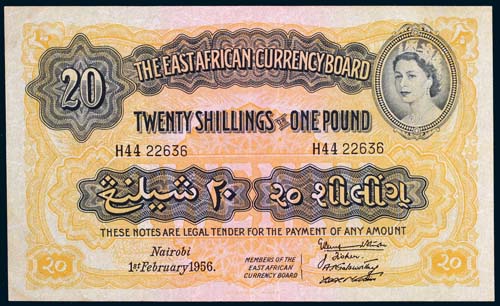 THE EAST AFRICAN CURRENCY BOARD
20
TWENTY SHILLINGS OR ONE POUND
H44 22636 H44 22636
٢٠ شيلنڠ
૨૦ શીલીંગ
THESE NOTES ARE LEGAL TENDER FOR THE PAYMENT OF ANY AMOUNT
Nairobi
1st February 1956.
MEMBERS OF THE
EAST AFRICAN
CURRENCY BOARD
20 20